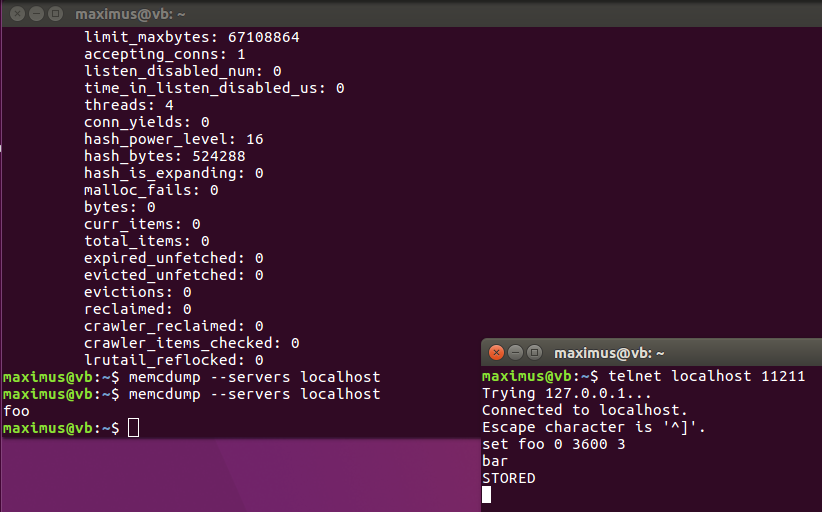 maximus@vb: ~
limit_maxbytes: 67108864
accepting_conns: 1
listen_disabled_num: 0
time_in_listen_disabled_us: 0
threads: 4
conn_yields: 0
hash_power_level: 16
hash_bytes: 524288
hash_is_expanding: 0
malloc_fails: 0
bytes: 0
curr_items: 0
total_items: 0
expired_unfetched: 0
evicted_unfetched: 0
evictions: 0
reclaimed: 0
crawler_reclaimed: 0
crawler_items_checked: 0
lrutail_reflocked: 0
maximus@vb:~$ memcdump --servers localhost
maximus@vb:~$ memcdump --servers localhost
foo
maximus@vb:~$
maximus@vb: ~
maximus@vb:~$ telnet localhost 11211
Trying 127.0.0.1...
Connected to localhost.
Escape character is '^]'.
set foo 0 3600 3
bar
STORED